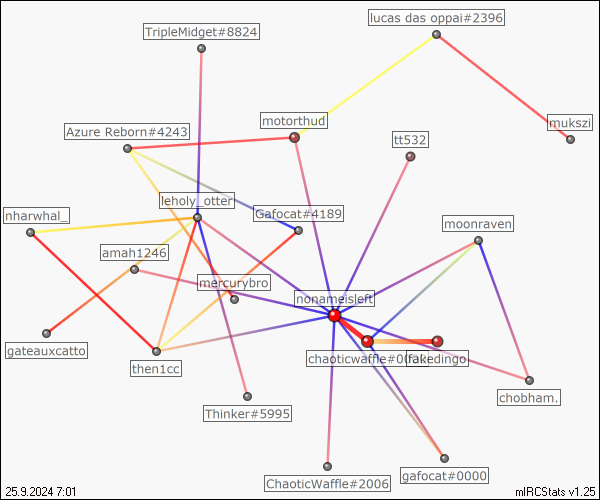 lucas das oppai#2396
TripleMidget#8824
motorthud
mukszi
Azure Reborn#4243
tt532
leholy_otter
nharwhal_
Gafocat#4189
moonraven
amah1246
mercurybro
nonameisleft
gateauxcatto
then1cc
chaoticwaffle#0
fakedingo
chobham.
Thinker#5995
ChaoticWaffle#2006
gafocat#0000
25.9.2024 7:01
mIRCStats v1.25